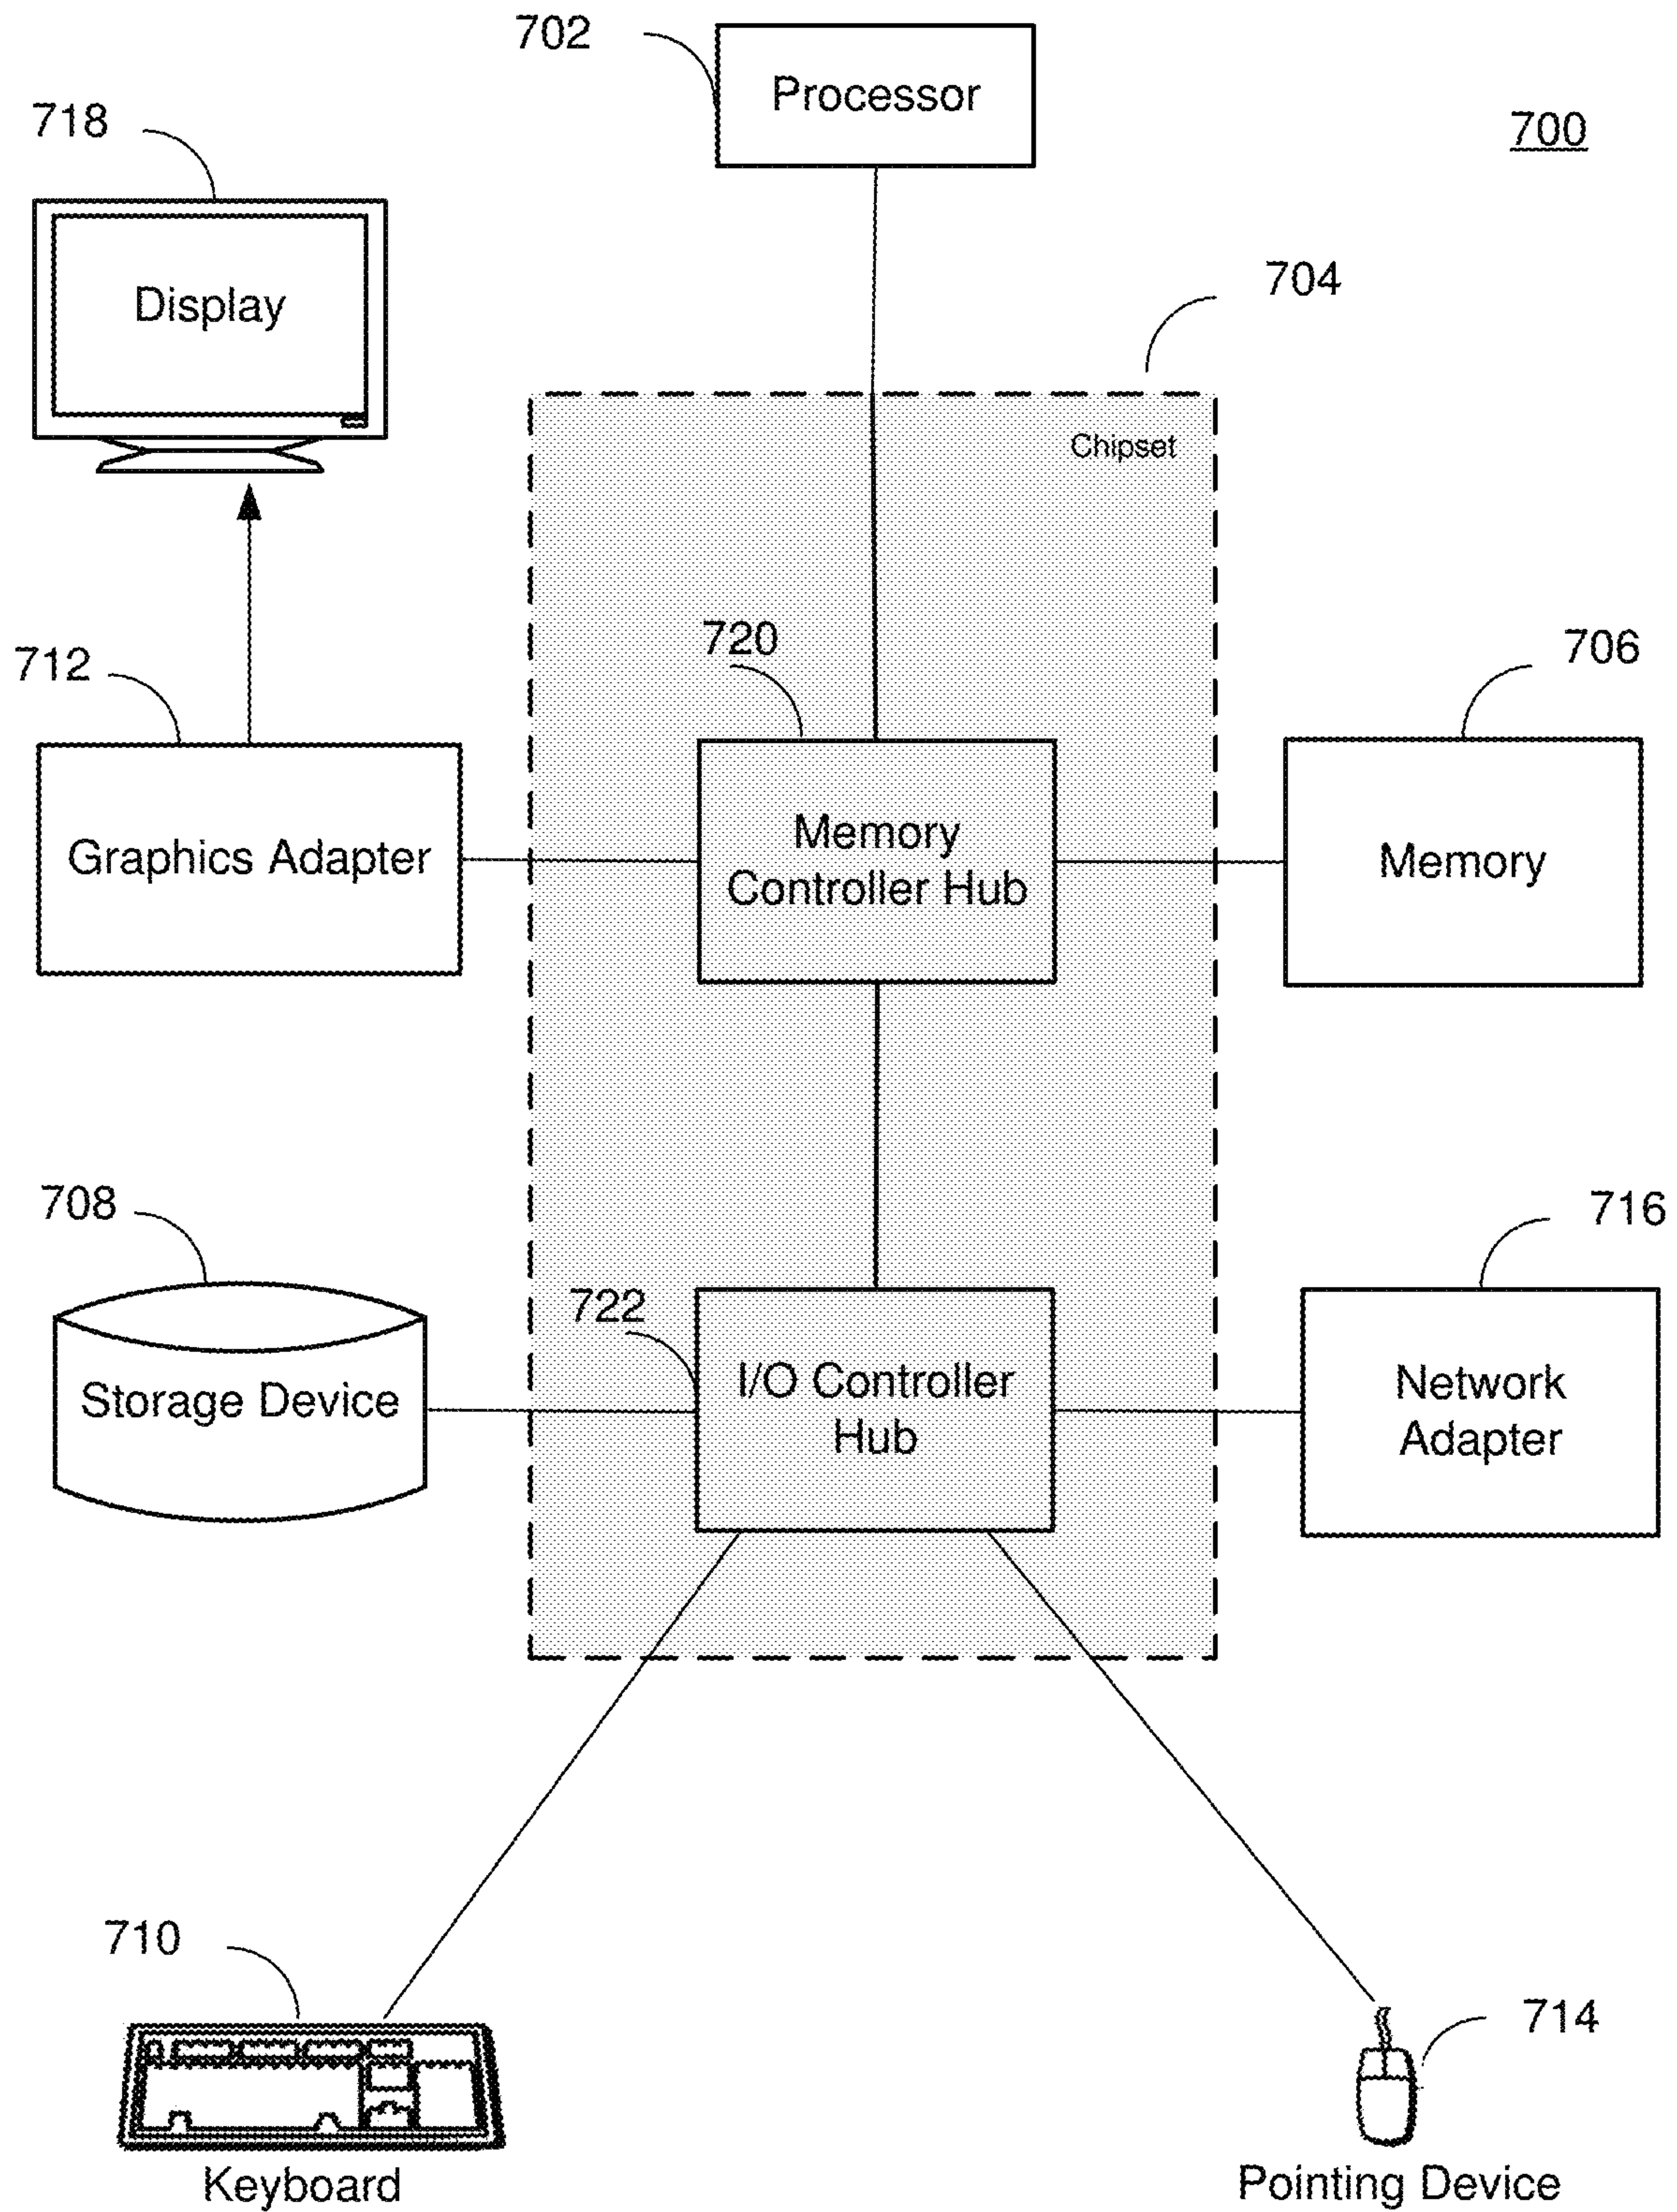 702
Processor
700
718
Display
704
Chipset
720
712
706
Memory
Controller Hub
Graphics Adapter
Memory
708
716
722
I/O Controller
Hub
Storage Device
Network
Adapter
710
714
Keyboard
Pointing Device